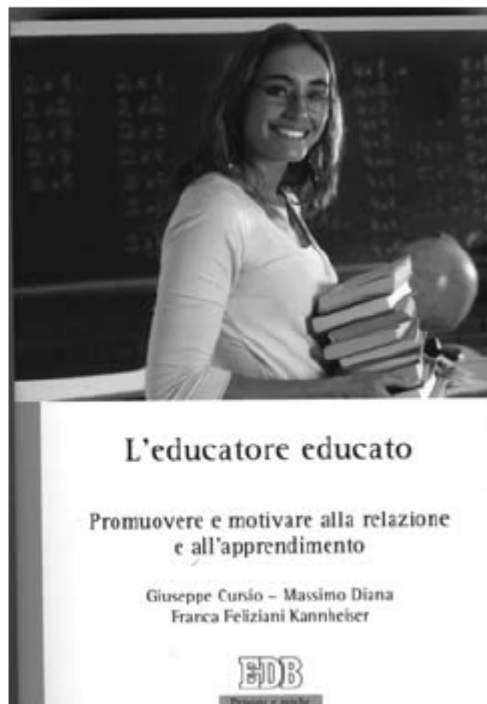 L'educatore educato
Promuovere e motivare alla relazione
e all'apprendimento
Giuseppe Cursio – Massimo Diana
Franca Feliziani Kannheiser
EDB